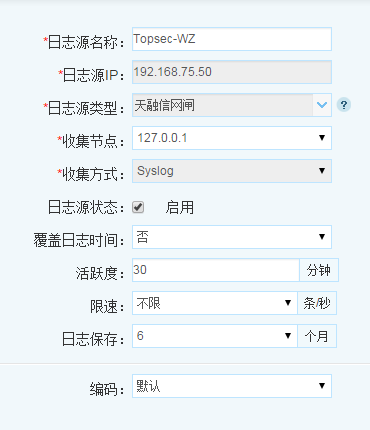 *日志源名称： Topsec-WZ
*日志源IP： 192.168.75.50
*日志源类型： 天融信网闸 ?
*收集节点： 127.0.0.1
*收集方式： Syslog
日志源状态： 启用
覆盖日志时间： 否
活跃度： 30 分钟
限速： 不限 条/秒
日志保存： 6 个月
编码： 默认